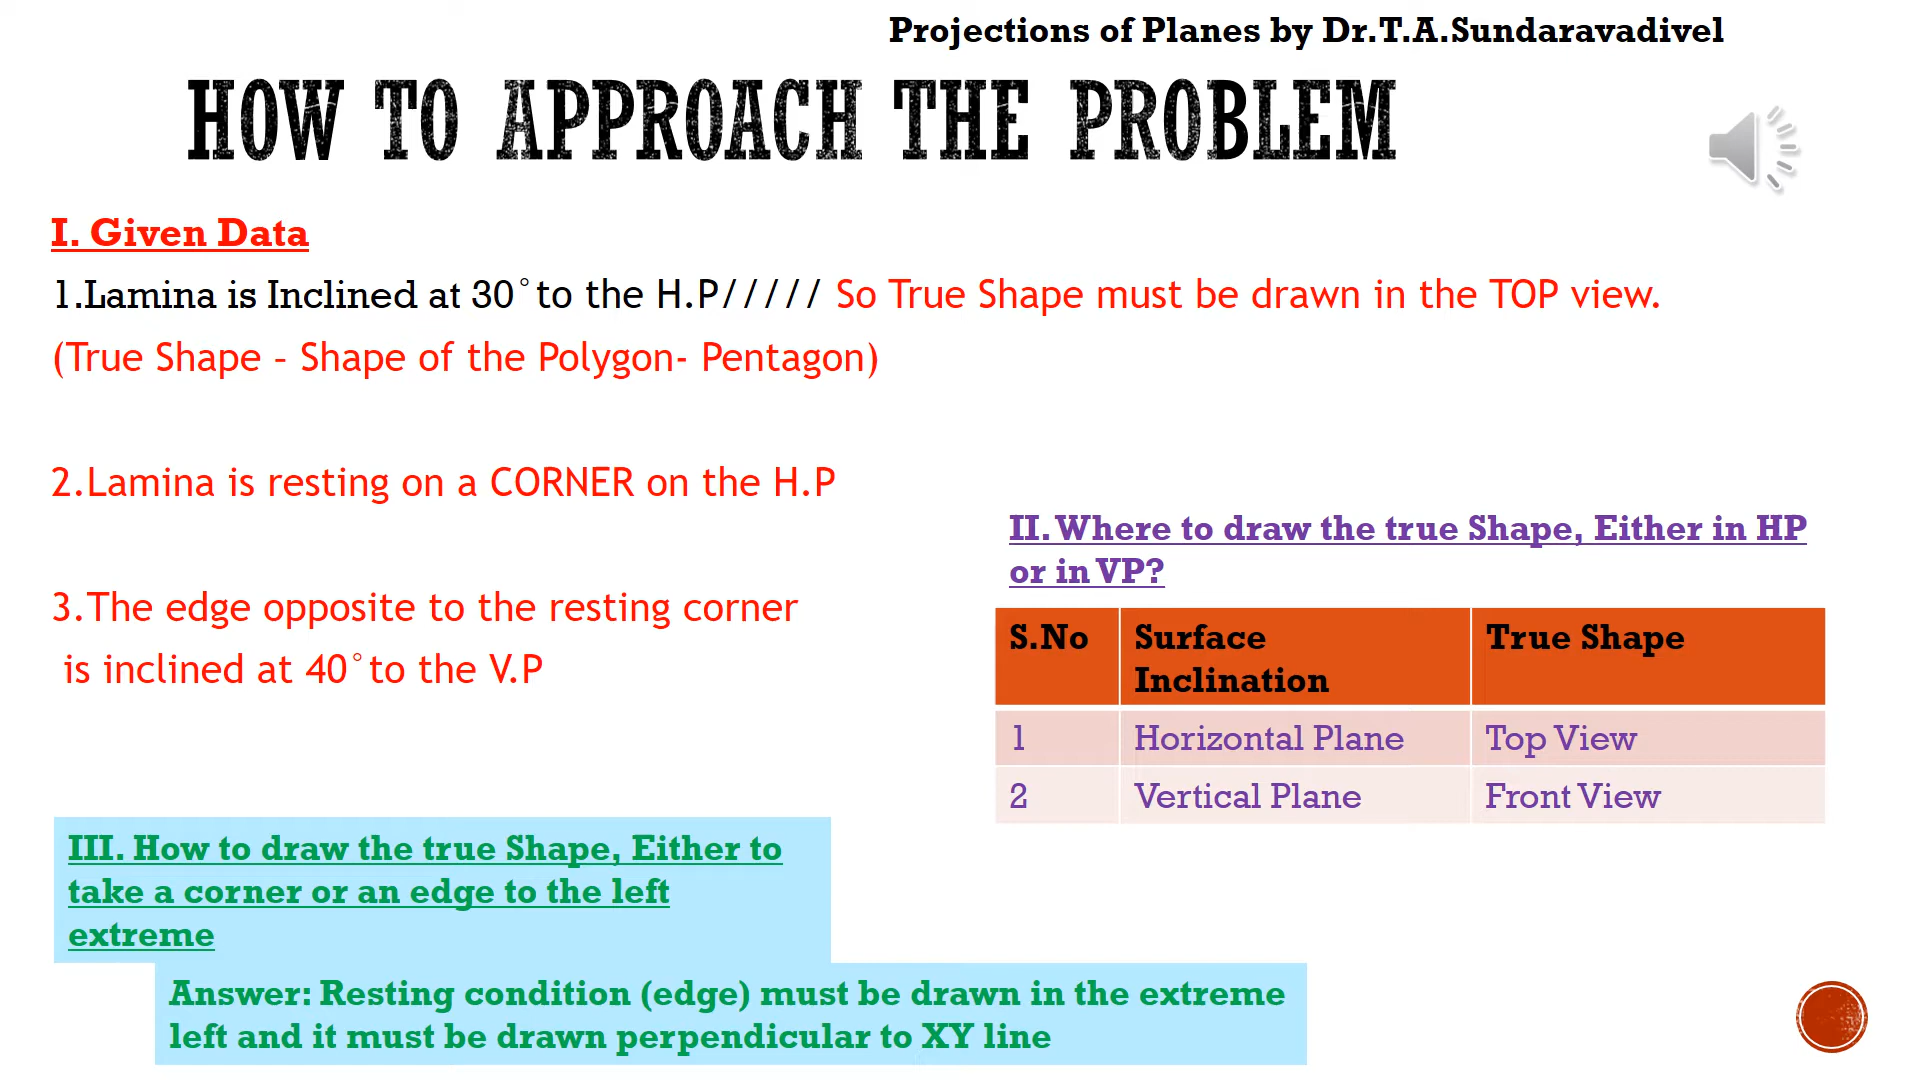 Projections of Planes by Dr.T.A.Sundaravadivel
HOW TO APPROACH THE PROBLEM
I. Given Data
1.Lamina is Inclined at 30° to the H.P///// So True Shape must be drawn in the TOP view.
(True Shape – Shape of the Polygon- Pentagon)
2.Lamina is resting on a CORNER on the H.P
3.The edge opposite to the resting corner
is inclined at 40° to the V.P
II. Where to draw the true Shape, Either in HP
or in VP?
S.No Surface Inclination True Shape
1 Horizontal Plane Top View
2 Vertical Plane Front View
III. How to draw the true Shape, Either to
take a corner or an edge to the left
extreme
Answer: Resting condition (edge) must be drawn in the extreme
left and it must be drawn perpendicular to XY line